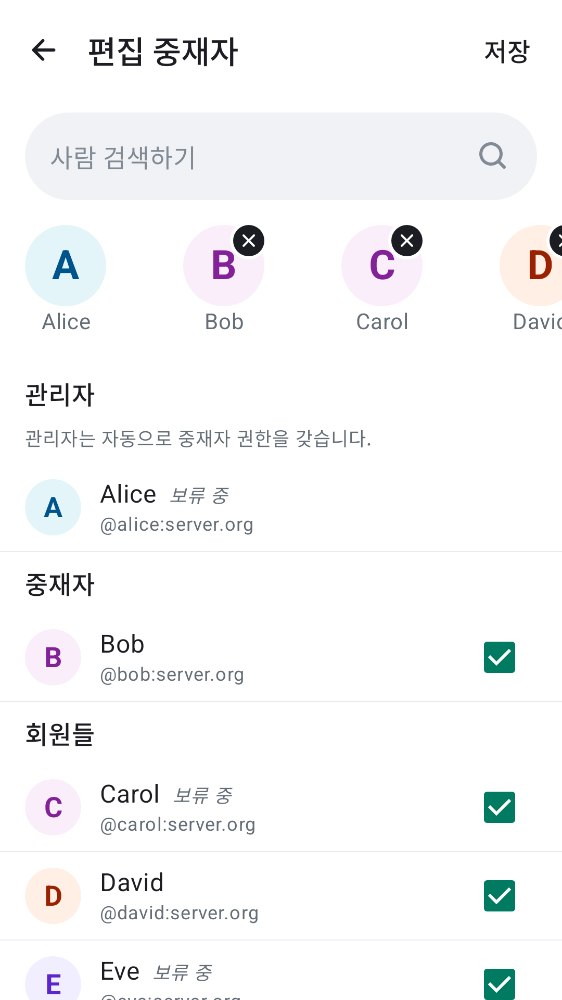 편집 중재자
저장
사람 검색하기
A
B
C
D
Alice
Bob
Carol
관리자
관리자는 자동으로 중재자 권한을 갖습니다.
A
Alice 보류 중
@alice:server.org
중재자
B
Bob
@bob:server.org
회원들
C
Carol 보류 중
@carol:server.org
D
David
@david:server.org
E
Eve 보류 중